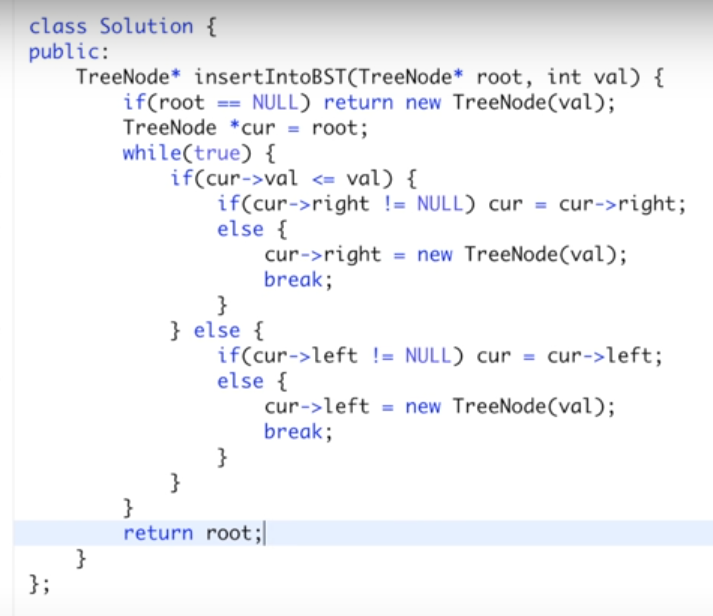 class Solution {
public:
    TreeNode* insertIntoBST(TreeNode* root, int val) {
        if(root == NULL) return new TreeNode(val);
        TreeNode *cur = root;
        while(true) {
            if(cur->val <= val) {
                if(cur->right != NULL) cur = cur->right;
                else {
                    cur->right = new TreeNode(val);
                    break;
                }
            } else {
                if(cur->left != NULL) cur = cur->left;
                else {
                    cur->left = new TreeNode(val);
                    break;
                }
            }
        }
        return root;
    }
};